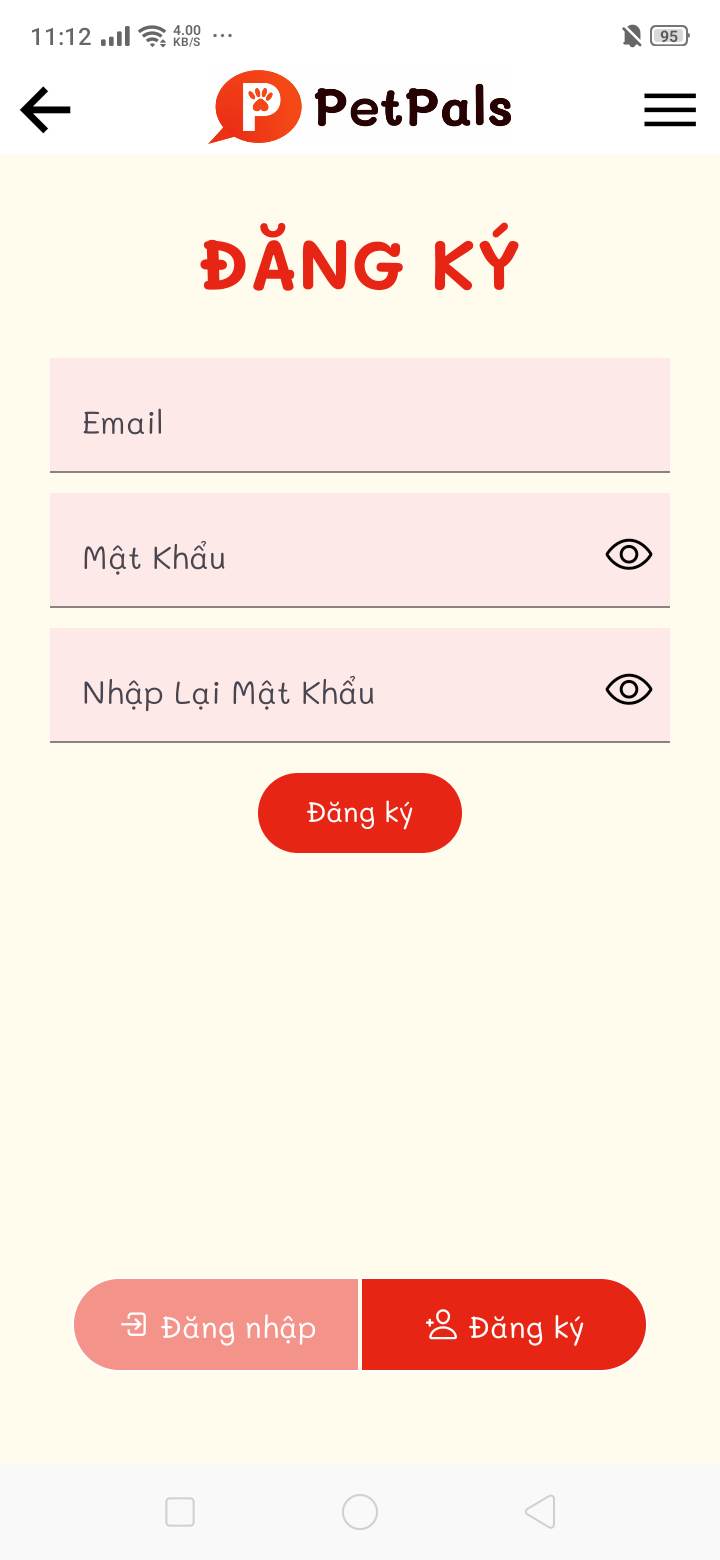 11:12 4.00 KB/S ... 95
PetPals
ĐĂNG KÝ
Email
Mật Khẩu
Nhập Lại Mật Khẩu
Đăng ký
Đăng nhập Đăng ký